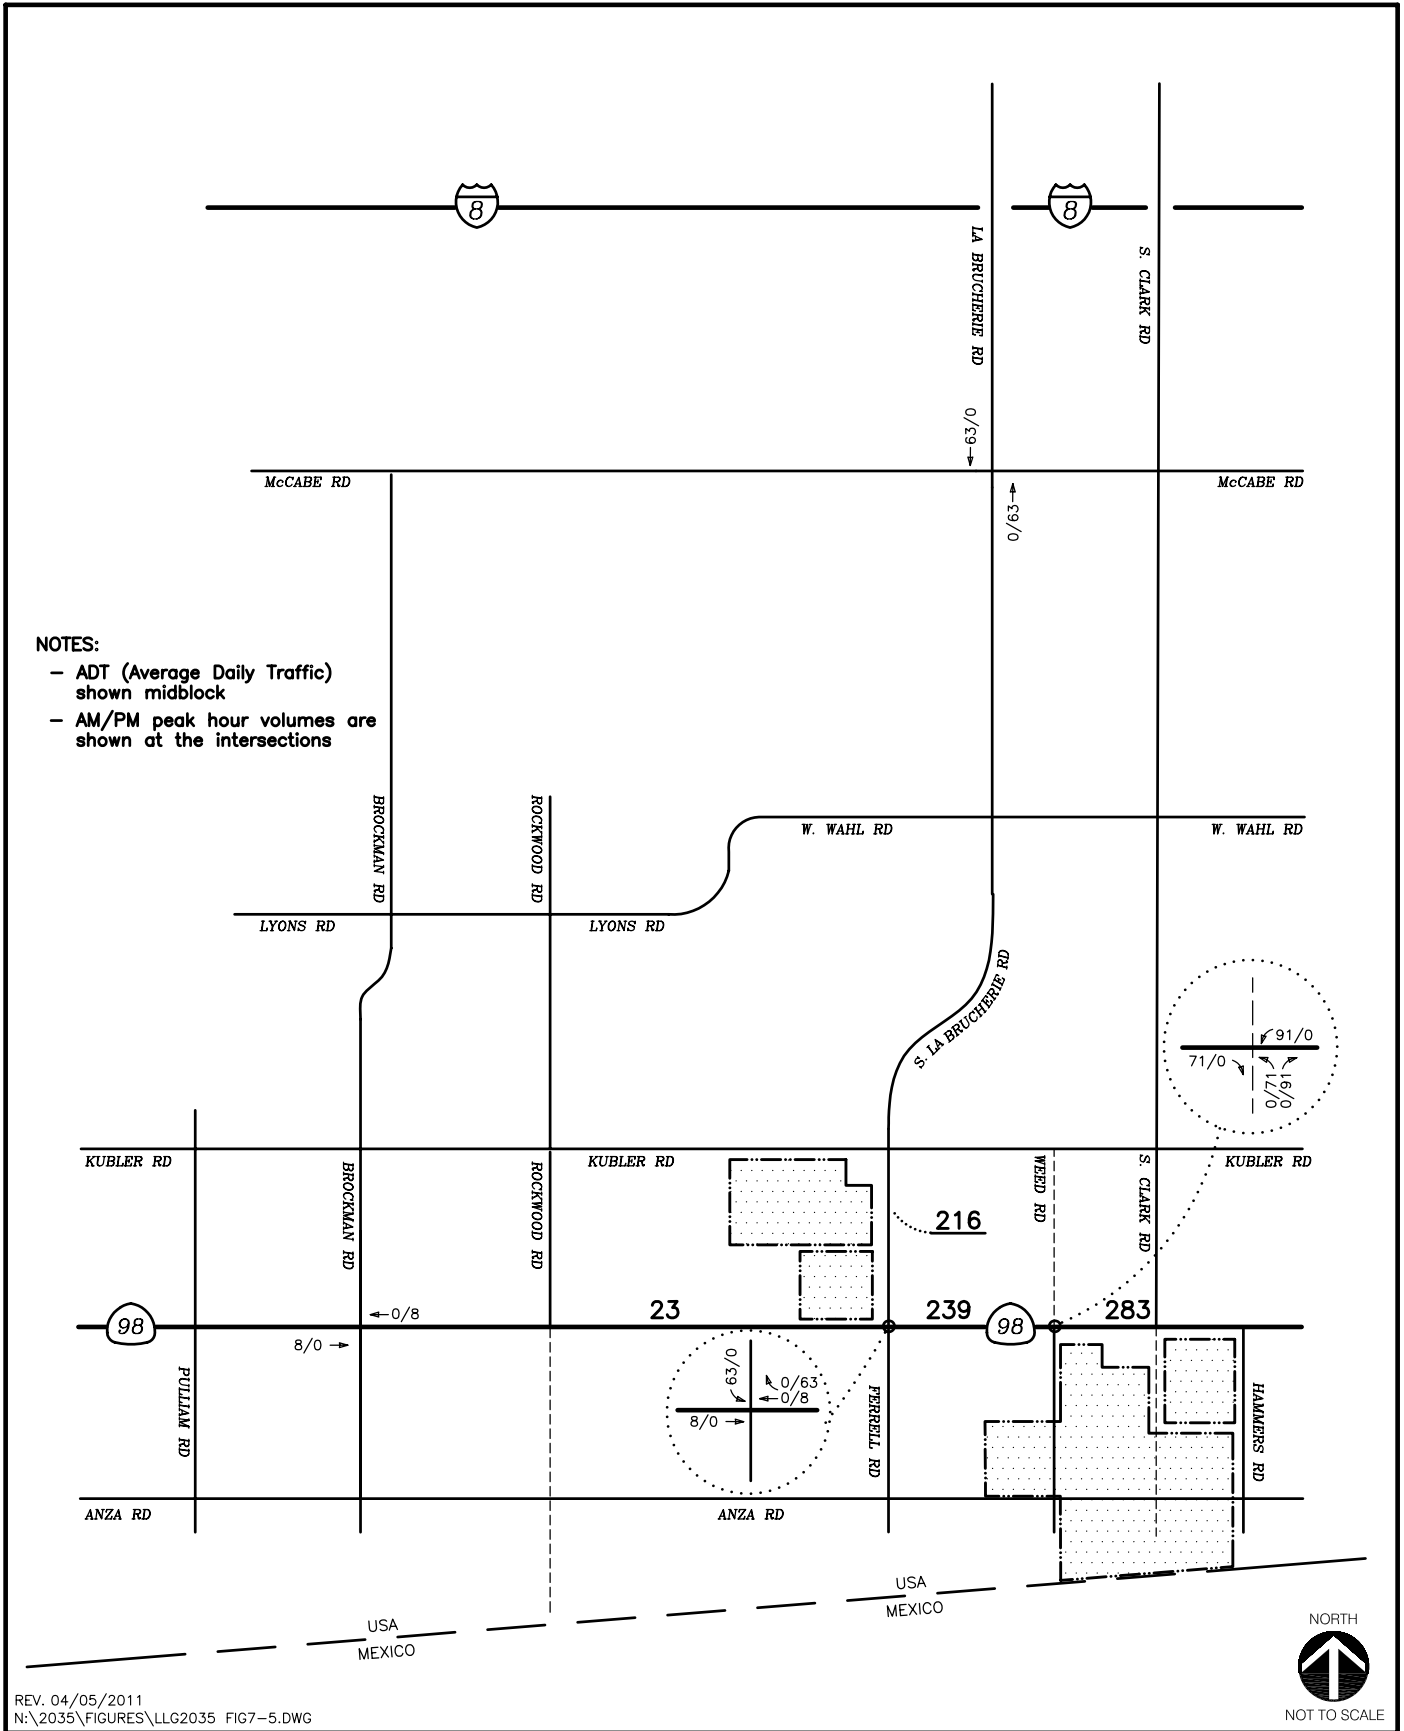 8
8
LA BRUCHERIE RD
S. CLARK RD
63/0
McCABE RD
McCABE RD
0/63
NOTES:
– ADT (Average Daily Traffic)
shown midblock
– AM/PM peak hour volumes are
shown at the intersections
BROCKMAN RD
ROCKWOOD RD
W. WAHL RD
W. WAHL RD
LYONS RD
LYONS RD
S. LA BRUCHERIE RD
91/0
71/0
0/71
0/91
KUBLER RD
KUBLER RD
KUBLER RD
BROCKMAN RD
ROCKWOOD RD
WEED RD
S. CLARK RD
216
98
0/8
23
239
98
283
8/0
PULLIAM RD
63/0
0/63
0/8
8/0
FERRELL RD
HAMMERS RD
ANZA RD
ANZA RD
USA
MEXICO
USA
MEXICO
NORTH
NOT TO SCALE
REV. 04/05/2011
N:\2035\FIGURES\LLG2035 FIG7-5.DWG